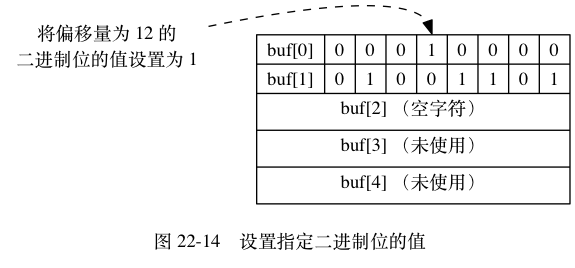 将偏移量为 12 的
二进制位的值设置为 1
buf[0] 0 0 0 1 0 0 0 0
buf[1] 0 1 0 0 1 1 0 1
buf[2] （空字符）
buf[3] （未使用）
buf[4] （未使用）
图 22-14 设置指定二进制位的值